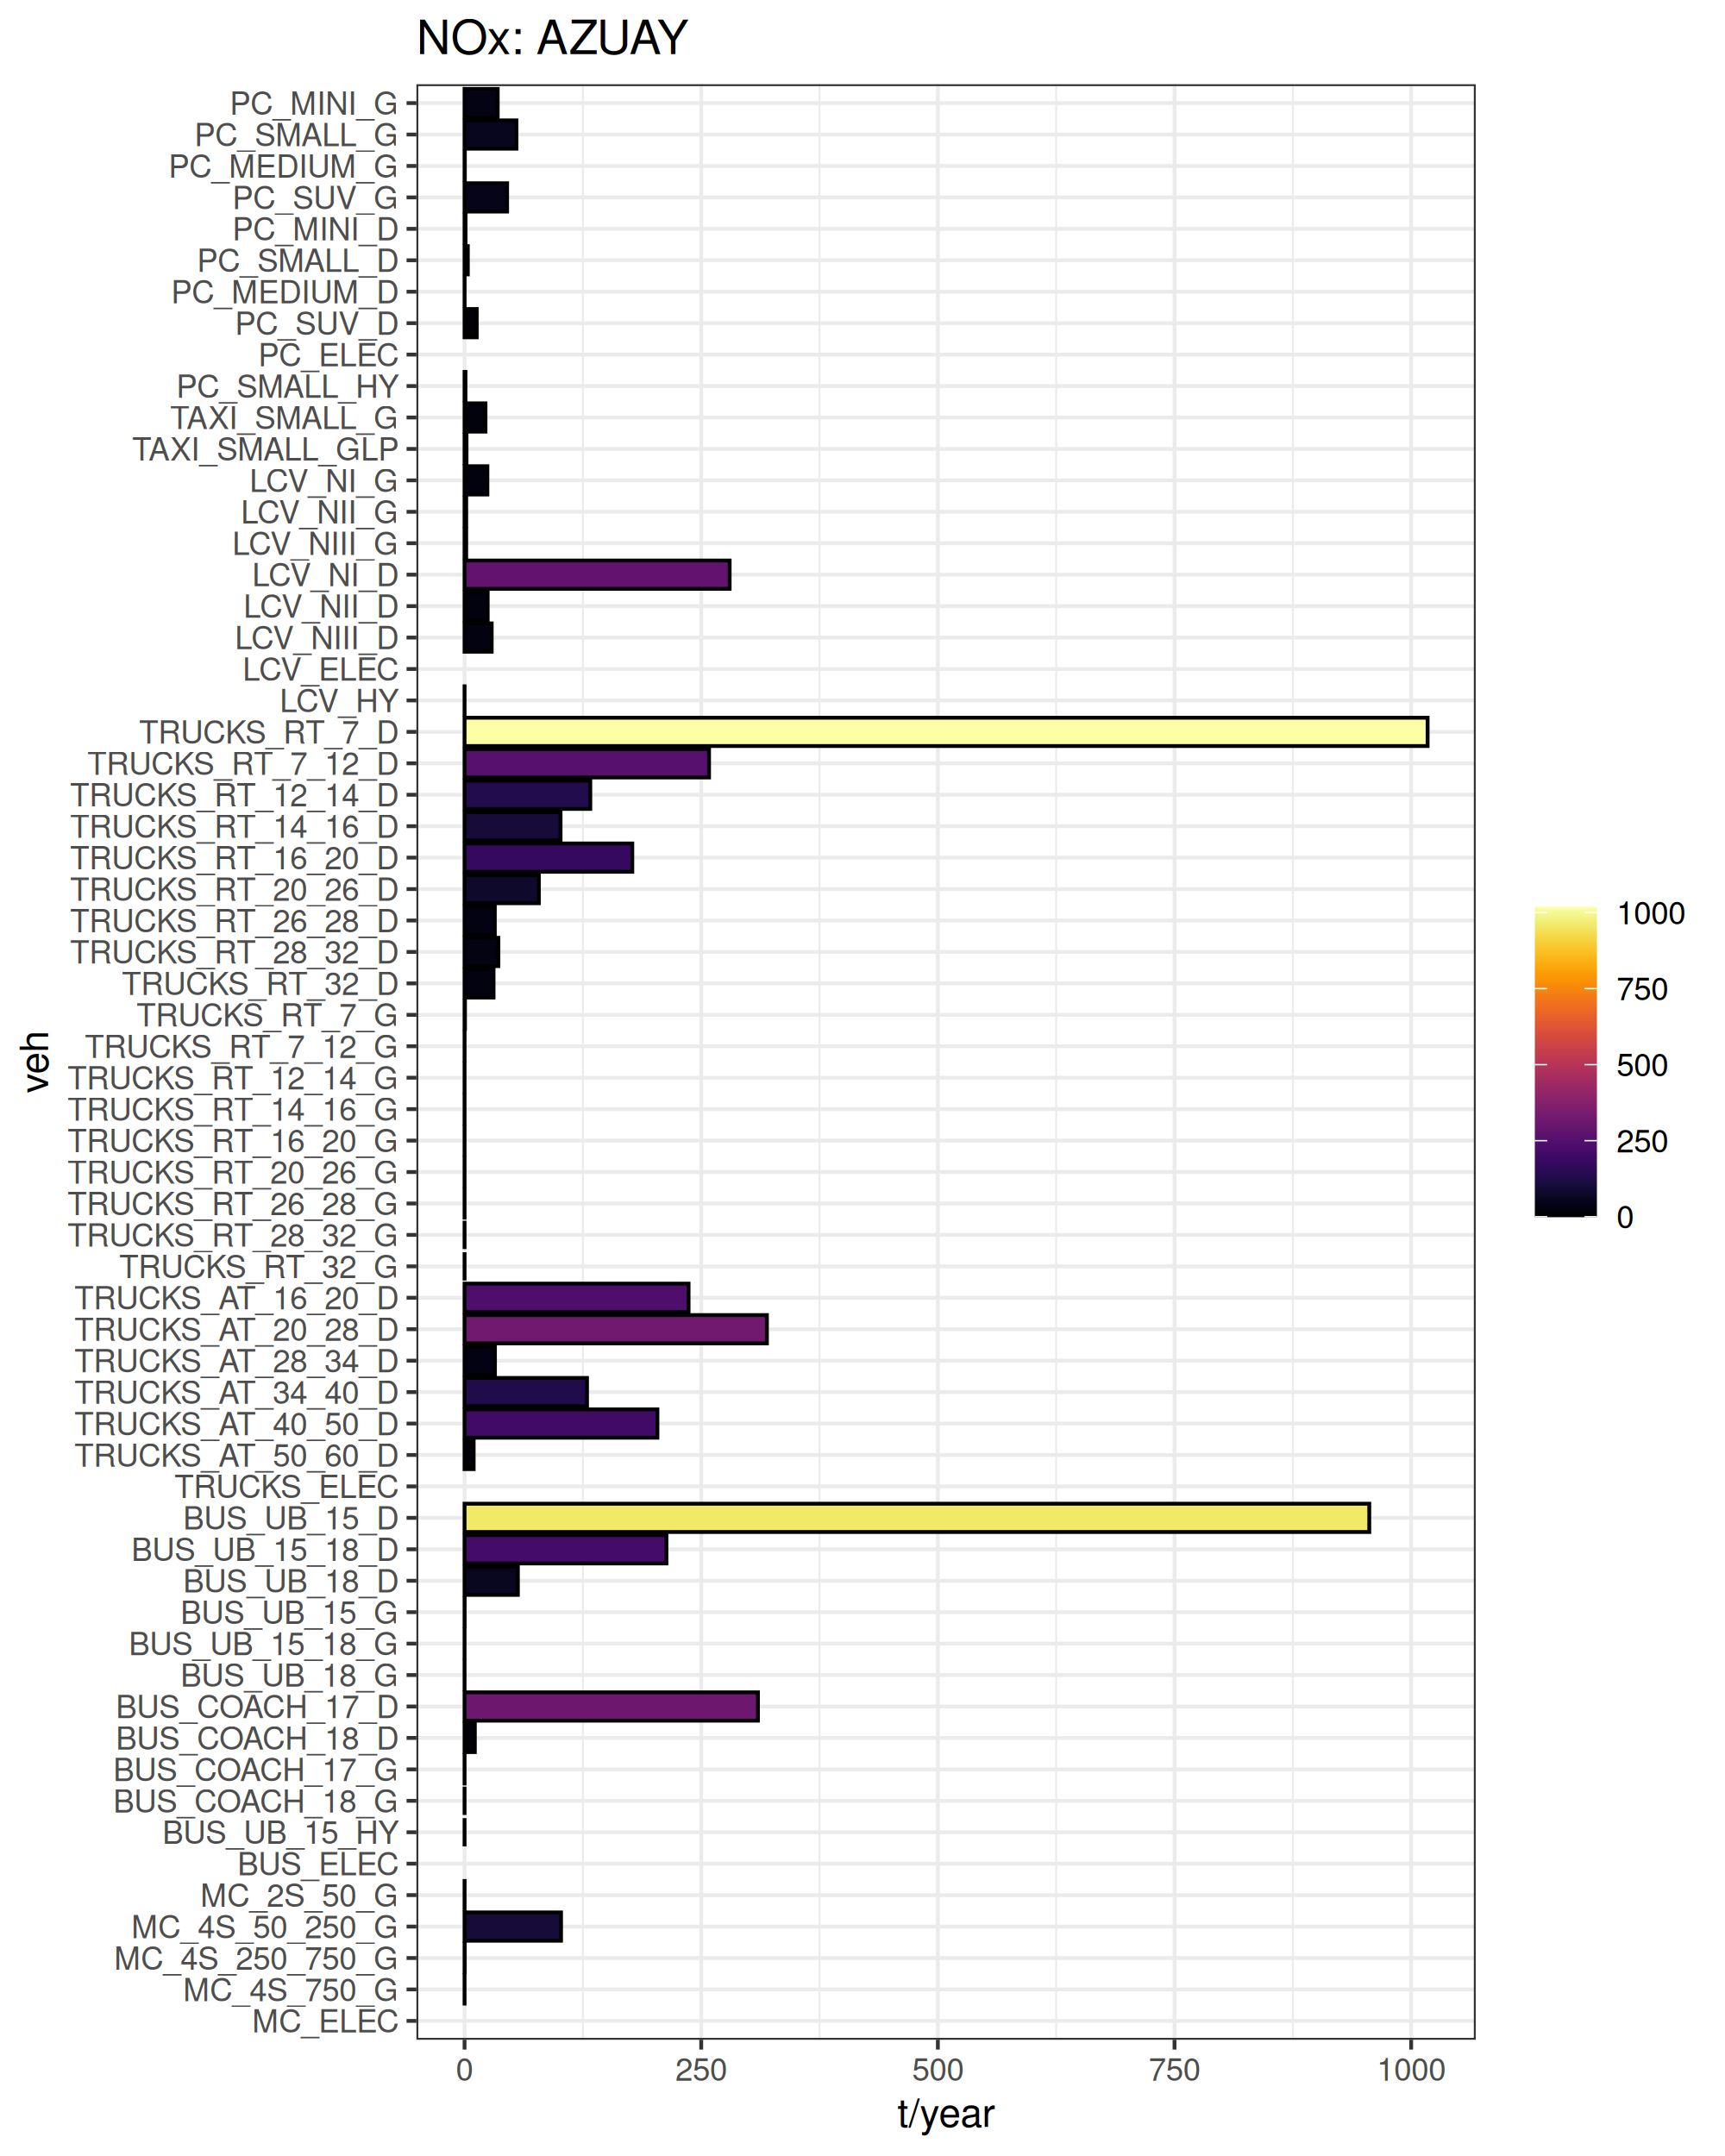 NOx: AZUAY
PC_MINI_G
PC_SMALL_G
PC_MEDIUM_G
PC_SUV_G
PC_MINI_D
PC_SMALL_D
PC_MEDIUM_D
PC_SUV_D
PC_ELEC
PC_SMALL_HY
TAXI_SMALL_G
TAXI_SMALL_GLP
LCV_NI_G
LCV_NII_G
LCV_NIII_G
LCV_NI_D
LCV_NII_D
LCV_NIII_D
LCV_ELEC
LCV_HY
TRUCKS_RT_7_D
TRUCKS_RT_7_12_D
TRUCKS_RT_12_14_D
TRUCKS_RT_14_16_D
TRUCKS_RT_16_20_D
TRUCKS_RT_20_26_D
TRUCKS_RT_26_28_D
TRUCKS_RT_28_32_D
TRUCKS_RT_32_D
TRUCKS_RT_7_G
TRUCKS_RT_7_12_G
TRUCKS_RT_12_14_G
TRUCKS_RT_14_16_G
TRUCKS_RT_16_20_G
TRUCKS_RT_20_26_G
TRUCKS_RT_26_28_G
TRUCKS_RT_28_32_G
TRUCKS_RT_32_G
TRUCKS_AT_16_20_D
TRUCKS_AT_20_28_D
TRUCKS_AT_28_34_D
TRUCKS_AT_34_40_D
TRUCKS_AT_40_50_D
TRUCKS_AT_50_60_D
TRUCKS_ELEC
BUS_UB_15_D
BUS_UB_15_18_D
BUS_UB_18_D
BUS_UB_15_G
BUS_UB_15_18_G
BUS_UB_18_G
BUS_COACH_17_D
BUS_COACH_18_D
BUS_COACH_17_G
BUS_COACH_18_G
BUS_UB_15_HY
BUS_ELEC
MC_2S_50_G
MC_4S_50_250_G
MC_4S_250_750_G
MC_4S_750_G
MC_ELEC
veh
0 250 500 750 1000
t/year
1000
750
500
250
0